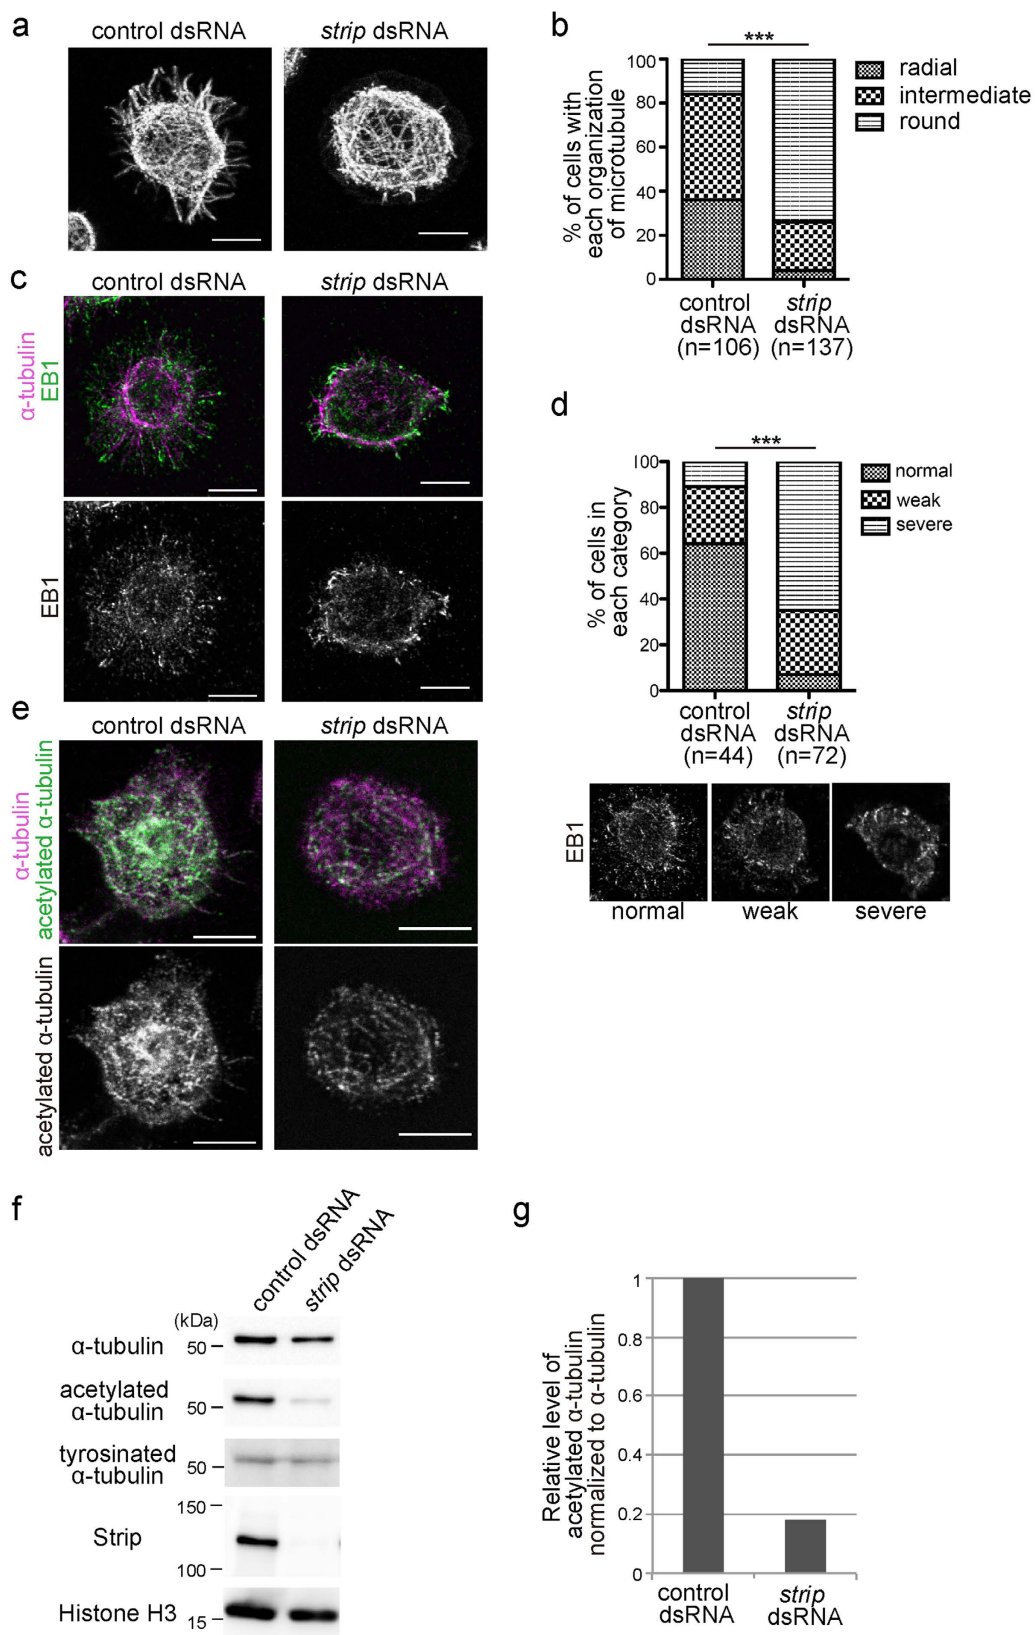 a
control dsRNA
strip dsRNA
b
***
% of cells with
each organization
of microtubule
100
80
60
40
20
0
radial
intermediate
round
control
dsRNA
(n=106)
strip
dsRNA
(n=137)
c
control dsRNA
strip dsRNA
α-tubulin
EB1
EB1
d
***
% of cells in
each category
100
80
60
40
20
0
normal
weak
severe
control
dsRNA
(n=44)
strip
dsRNA
(n=72)
EB1
normal
weak
severe
e
control dsRNA
strip dsRNA
α-tubulin
acetylated α-tubulin
acetylated α-tubulin
f
control dsRNA
strip dsRNA
(kDa)
α-tubulin
50
acetylated
α-tubulin
50
tyrosinated
α-tubulin
50
150
Strip
100
Histone H3
15
g
Relative level of
acetylated α-tubulin
normalized to α-tubulin
1
0.8
0.6
0.4
0.2
0
control
dsRNA
strip
dsRNA